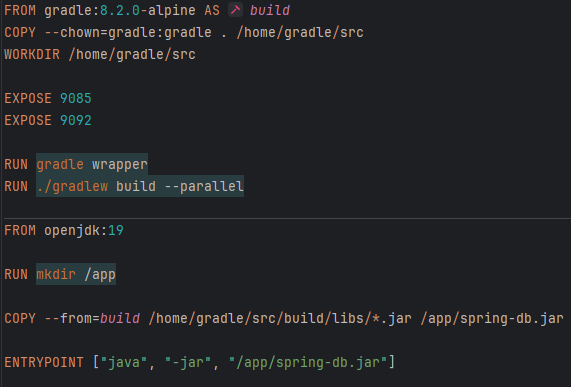 FROM gradle:8.2.0-alpine AS build
COPY --chown=gradle:gradle . /home/gradle/src
WORKDIR /home/gradle/src
EXPOSE 9085
EXPOSE 9092
RUN gradle wrapper
RUN ./gradlew build --parallel
FROM openjdk:19
RUN mkdir /app
COPY --from=build /home/gradle/src/build/libs/*.jar /app/spring-db.jar
ENTRYPOINT ["java", "-jar", "/app/spring-db.jar"]